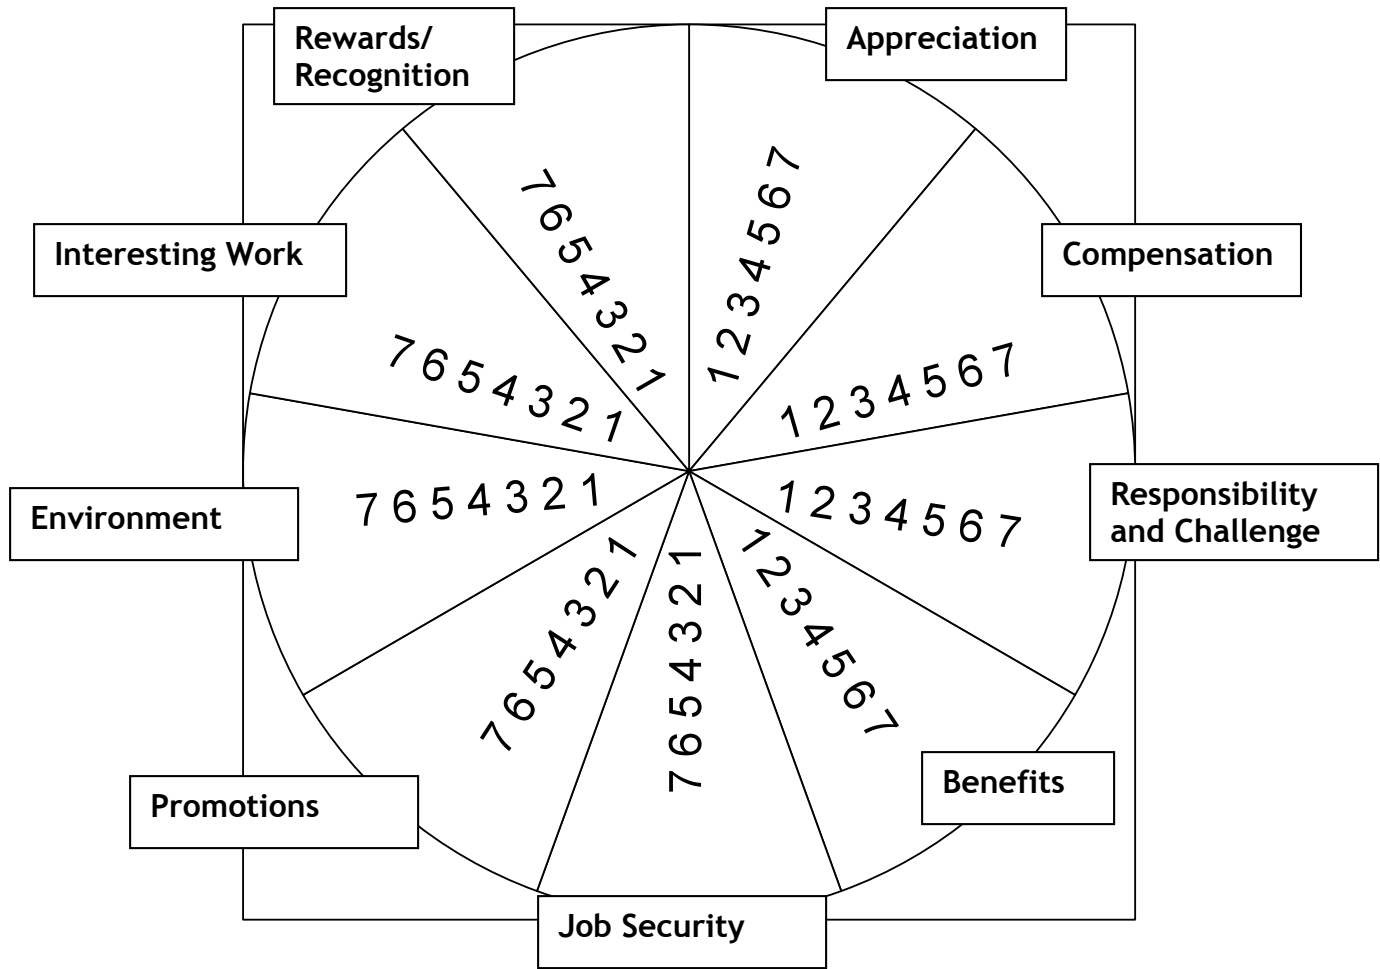 Rewards/
Recognition
Appreciation
7 6 5 4 3 2 1
1 2 3 4 5 6 7
Interesting Work
Compensation
7 6 5 4 3 2 1
1 2 3 4 5 6 7
Environment
7 6 5 4 3 2 1
1 2 3 4 5 6 7
Responsibility
and Challenge
7 6 5 4 3 2 1
7 6 5 4 3 2 1
1 2 3 4 5 6 7
Promotions
Benefits
Job Security